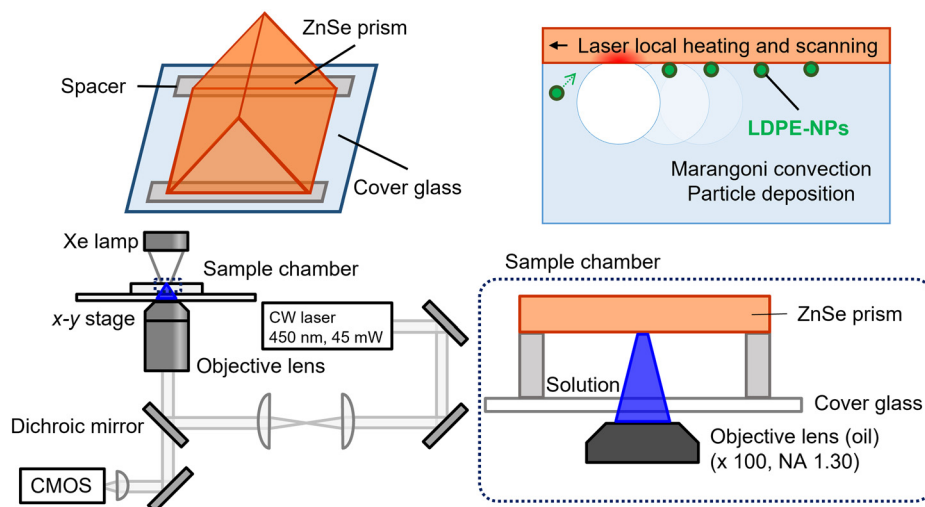 ZnSe prism
Spacer
Cover glass
← Laser local heating and scanning
LDPE-NPs
Marangoni convection
Particle deposition
Xe lamp
Sample chamber
x-y stage
CW laser
450 nm, 45 mW
Objective lens
Dichroic mirror
CMOS
Sample chamber
ZnSe prism
Solution
Cover glass
Objective lens (oil)
(x 100, NA 1.30)